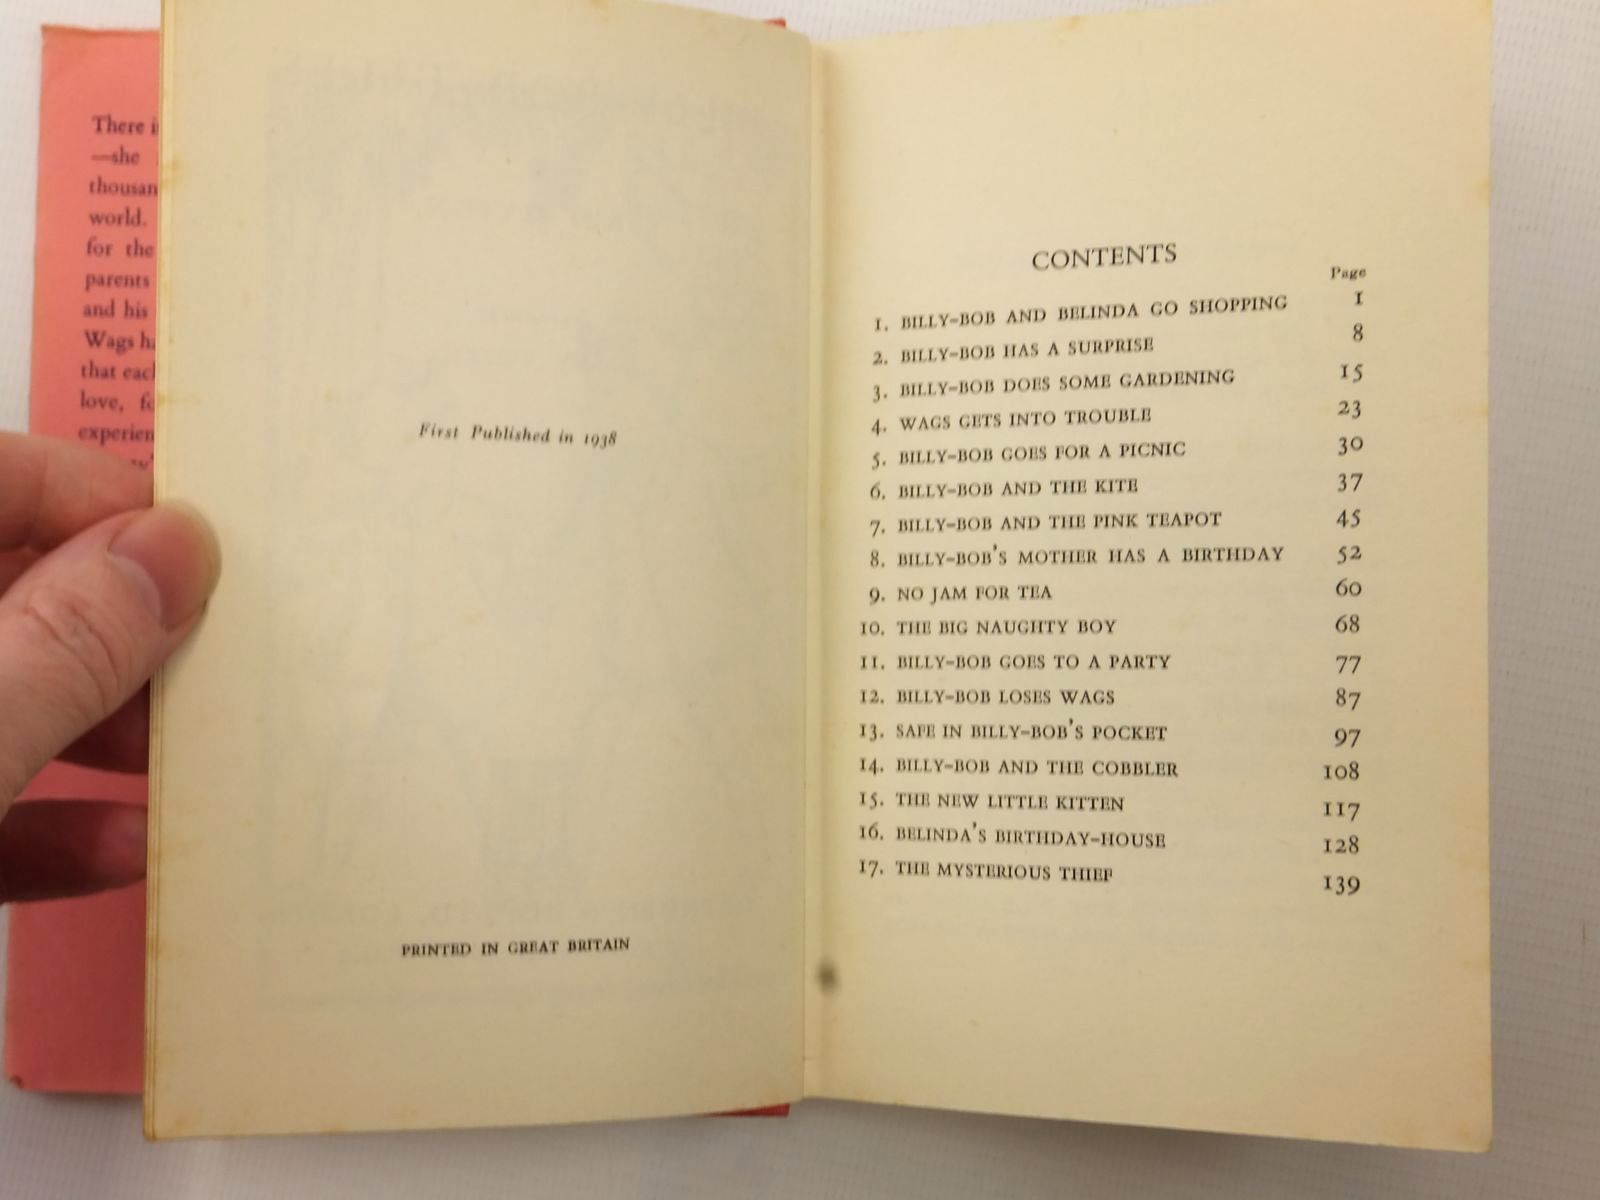 There
—she
thousan
world.
for the
parents
and his
Wags ha
that eac
love, fo
experien
First Published in 1938
PRINTED IN GREAT BRITAIN
CONTENTS
Page
1. BILLY-BOB AND BELINDA GO SHOPPING 1
2. BILLY-BOB HAS A SURPRISE 8
3. BILLY-BOB DOES SOME GARDENING 15
4. WAGS GETS INTO TROUBLE 23
5. BILLY-BOB GOES FOR A PICNIC 30
6. BILLY-BOB AND THE KITE 37
7. BILLY-BOB AND THE PINK TEAPOT 45
8. BILLY-BOB'S MOTHER HAS A BIRTHDAY 52
9. NO JAM FOR TEA 60
10. THE BIG NAUGHTY BOY 68
11. BILLY-BOB GOES TO A PARTY 77
12. BILLY-BOB LOSES WAGS 87
13. SAFE IN BILLY-BOB'S POCKET 97
14. BILLY-BOB AND THE COBBLER 108
15. THE NEW LITTLE KITTEN 117
16. BELINDA'S BIRTHDAY-HOUSE 128
17. THE MYSTERIOUS THIEF 139